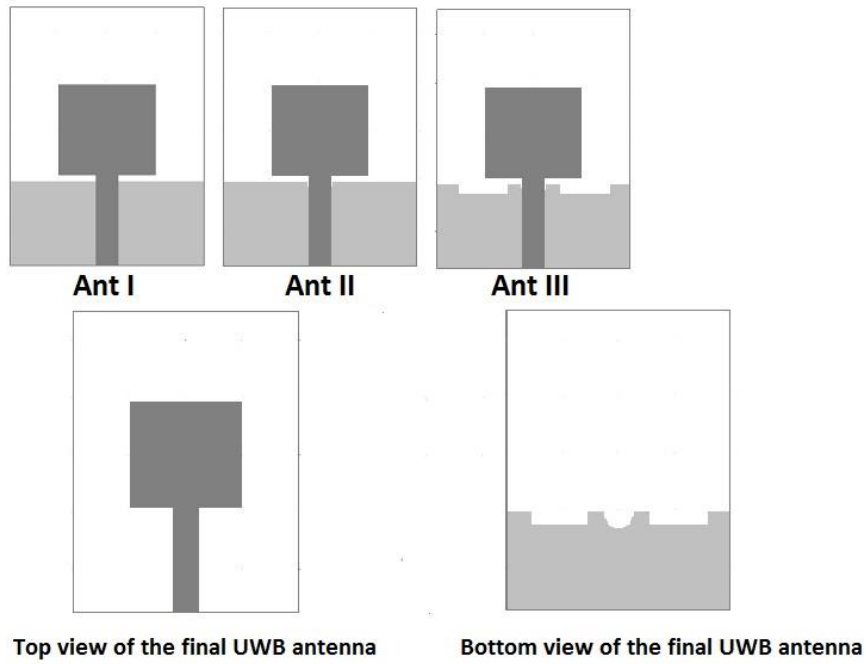 Ant I
Ant II
Ant III
Top view of the final UWB antenna
Bottom view of the final UWB antenna